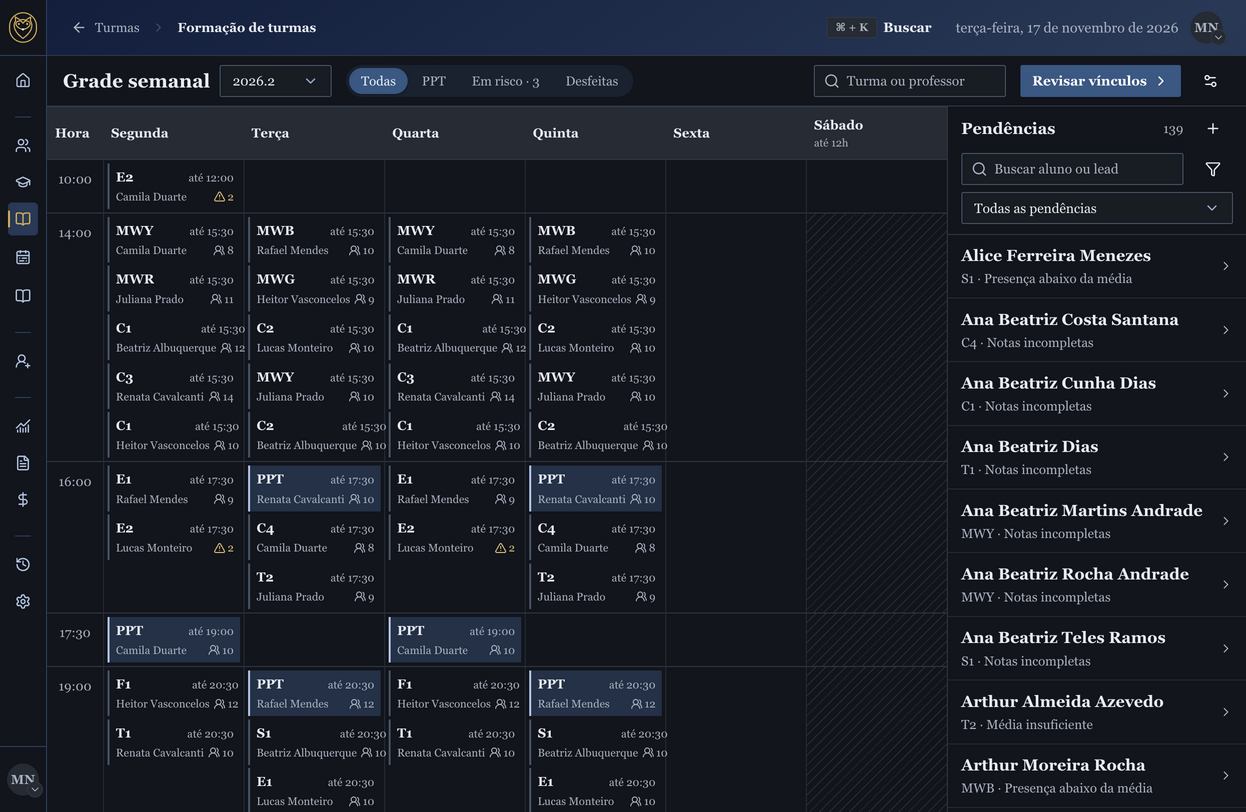 Turmas
Formação de turmas
⌘ + K Buscar
terça-feira, 17 de novembro de 2026
MN
Grade semanal
2026.2
Todas
PPT
Em risco · 3
Desfeitas
Turma ou professor
Revisar vínculos
Hora
Segunda
Terça
Quarta
Quinta
Sexta
Sábado
até 12h
10:00
E2 até 12:00
Camila Duarte 2
14:00
MWY até 15:30
Camila Duarte 8
MWB até 15:30
Rafael Mendes 10
MWY até 15:30
Camila Duarte 8
MWB até 15:30
Rafael Mendes 10
MWR até 15:30
Juliana Prado 11
MWG até 15:30
Heitor Vasconcelos 9
MWR até 15:30
Juliana Prado 11
MWG até 15:30
Heitor Vasconcelos 9
C1 até 15:30
Beatriz Albuquerque 12
C2 até 15:30
Lucas Monteiro 10
C1 até 15:30
Beatriz Albuquerque 12
C2 até 15:30
Lucas Monteiro 10
C3 até 15:30
Renata Cavalcanti 14
MWY até 15:30
Juliana Prado 10
C3 até 15:30
Renata Cavalcanti 14
MWY até 15:30
Juliana Prado 10
C1 até 15:30
Heitor Vasconcelos 10
C2 até 15:30
Beatriz Albuquerque 10
C1 até 15:30
Heitor Vasconcelos 10
C2 até 15:30
Beatriz Albuquerque 10
16:00
E1 até 17:30
Rafael Mendes 9
PPT até 17:30
Renata Cavalcanti 10
E1 até 17:30
Rafael Mendes 9
PPT até 17:30
Renata Cavalcanti 10
E2 até 17:30
Lucas Monteiro 2
C4 até 17:30
Camila Duarte 8
E2 até 17:30
Lucas Monteiro 2
C4 até 17:30
Camila Duarte 8
T2 até 17:30
Juliana Prado 9
T2 até 17:30
Juliana Prado 9
17:30
PPT até 19:00
Camila Duarte 10
PPT até 19:00
Camila Duarte 10
19:00
F1 até 20:30
Heitor Vasconcelos 12
PPT até 20:30
Rafael Mendes 12
F1 até 20:30
Heitor Vasconcelos 12
PPT até 20:30
Rafael Mendes 12
T1 até 20:30
Renata Cavalcanti 10
S1 até 20:30
Beatriz Albuquerque 10
T1 até 20:30
Renata Cavalcanti 10
S1 até 20:30
Beatriz Albuquerque 10
E1 até 20:30
Lucas Monteiro 10
E1 até 20:30
Lucas Monteiro 10
Pendências 139
Buscar aluno ou lead
Todas as pendências
Alice Ferreira Menezes
S1 · Presença abaixo da média
Ana Beatriz Costa Santana
C4 · Notas incompletas
Ana Beatriz Cunha Dias
C1 · Notas incompletas
Ana Beatriz Dias
T1 · Notas incompletas
Ana Beatriz Martins Andrade
MWY · Notas incompletas
Ana Beatriz Rocha Andrade
MWY · Notas incompletas
Ana Beatriz Teles Ramos
S1 · Notas incompletas
Arthur Almeida Azevedo
T2 · Média insuficiente
Arthur Moreira Rocha
MWB · Presença abaixo da média
MN